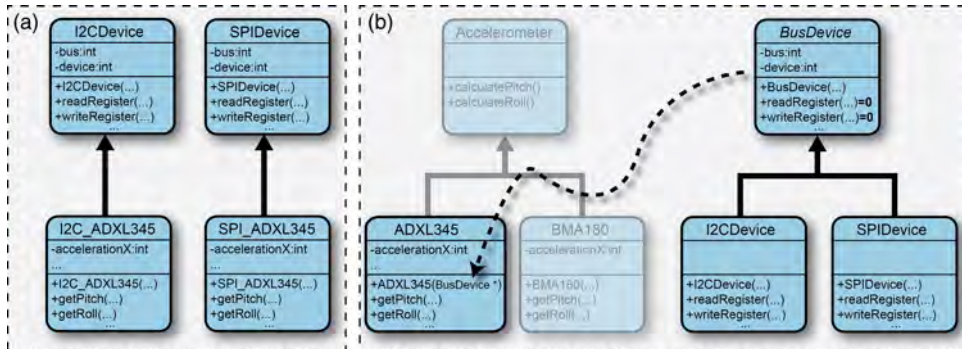 (a)
I2CDevice
-bus:int
-device:int
+I2CDevice(...)
+readRegister(...)
+writeRegister(...)
...
SPIDevice
-bus:int
-device:int
+SPIDevice(...)
+readRegister(...)
+writeRegister(...)
...
I2C_ADXL345
-accelerationX:int
...
+I2C_ADXL345(...)
+getPitch(...)
+getRoll(...)
...
SPI_ADXL345
-accelerationX:int
...
+SPI_ADXL345(...)
+getPitch(...)
+getRoll(...)
...
(b)
Accelerometer
+calculatePitch()
+calculateRoll()
BusDevice
-bus:int
-device:int
+BusDevice(...)
+readRegister(...)=0
+writeRegister(...)=0
...
ADXL345
-accelerationX:int
...
+ADXL345(BusDevice *)
+getPitch(...)
+getRoll(...)
...
BMA180
-accelerationX:int
...
+BMA180(...)
+getPitch(...)
+getRoll(...)
...
I2CDevice
+I2CDevice(...)
+readRegister(...)
+writeRegister(...)
...
SPIDevice
+SPIDevice(...)
+readRegister(...)
+writeRegister(...)
...